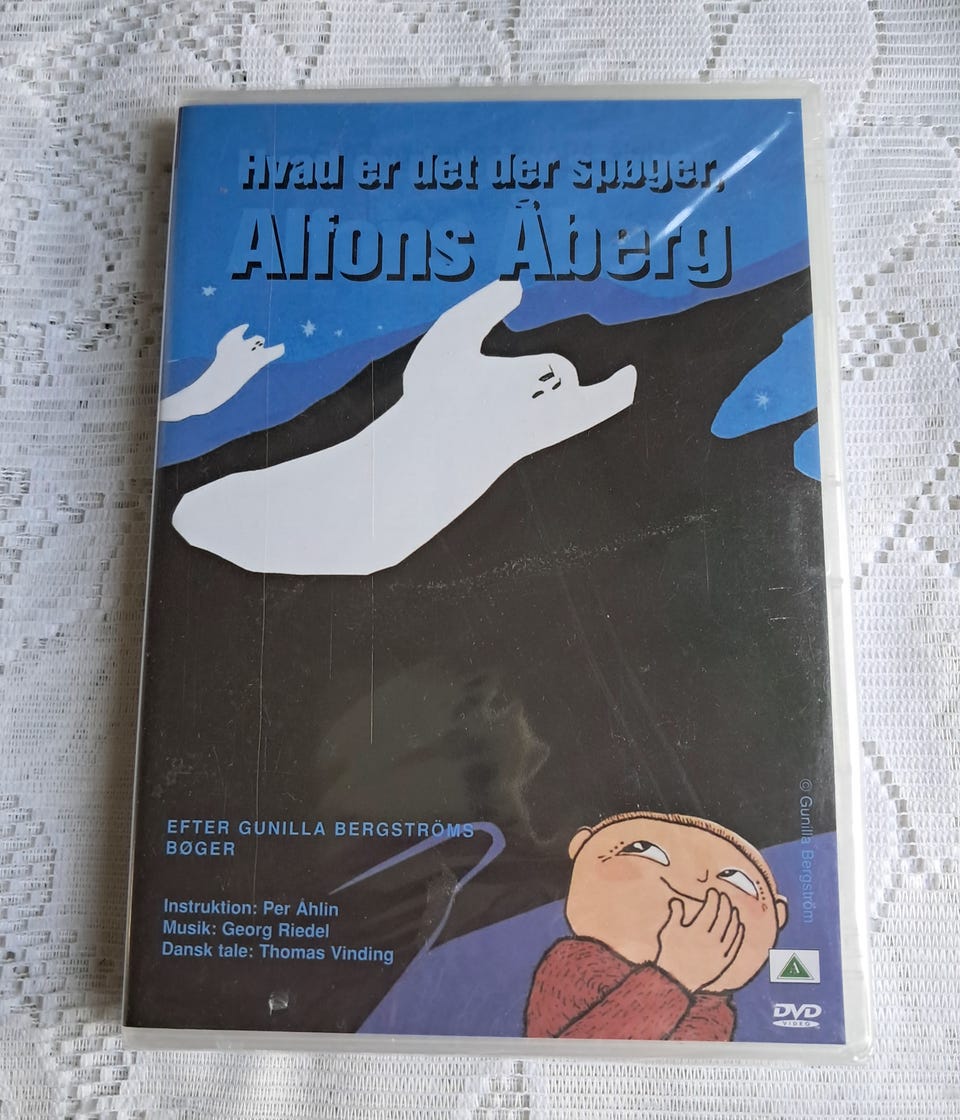 Hvad er det der spøger,
Alfons Åberg
EFTER GUNILLA BERGSTRÖMS
BØGER
Instruktion: Per Åhlin
Musik: Georg Riedel
Dansk tale: Thomas Vinding
© Gunilla Bergström
A
DVD
VIDEO